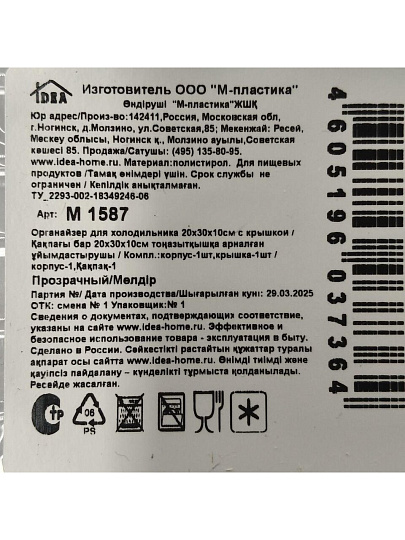 IDEA
Изготовитель ООО "М-пластика"
Өндіруші "М-пластика"ЖШҚ
Юр адрес/Произ-во:142411,Россия, Московская обл,
г.Ногинск, д.Молзино, ул.Советская,85; Мекенжай: Ресей,
Мескеу облысы, Ногинск қ., Молзино ауылы,Советская
көшесі 85. Продажа/Сатушы: (495) 135-80-95.
www.idea-home.ru. Материал:полистирол. Для пищевых
продуктов /Тамақ өнімдері үшін. Срок службы не
ограничен / Кепілдік анықталмаған.
ТУ_2293-002-18349246-06
Арт: М 1587
Органайзер для холодильника 20х30х10см с крышкой /
Қақпағы бар 20х30х10см тоңазытқышқа арналған
ұйымдастырушы / Компл.:корпус-1шт,крышка-1шт /
корпус-1,Қақпақ-1
Прозрачный/Мөлдір
Партия №/ Дата производства/Шығарылған куні: 29.03.2025
ОТК: смена № 1 Упаковщик:№ 1
Сведения о документах, подтверждающих соответствие,
указаны на сайте www.idea-home.ru. Эффективное и
безопасное использование товара - эксплуатация в быту.
Сделано в России. Сәйкестікті растайтын құжаттар туралы
ақпарат осы сайтта www.idea-home.ru. Өнімді тиімді және
қауіпсіз пайдалану – күнделікті тұрмыста қолданылады.
Ресейде жасалған.
4605196037364
тр
06
PS